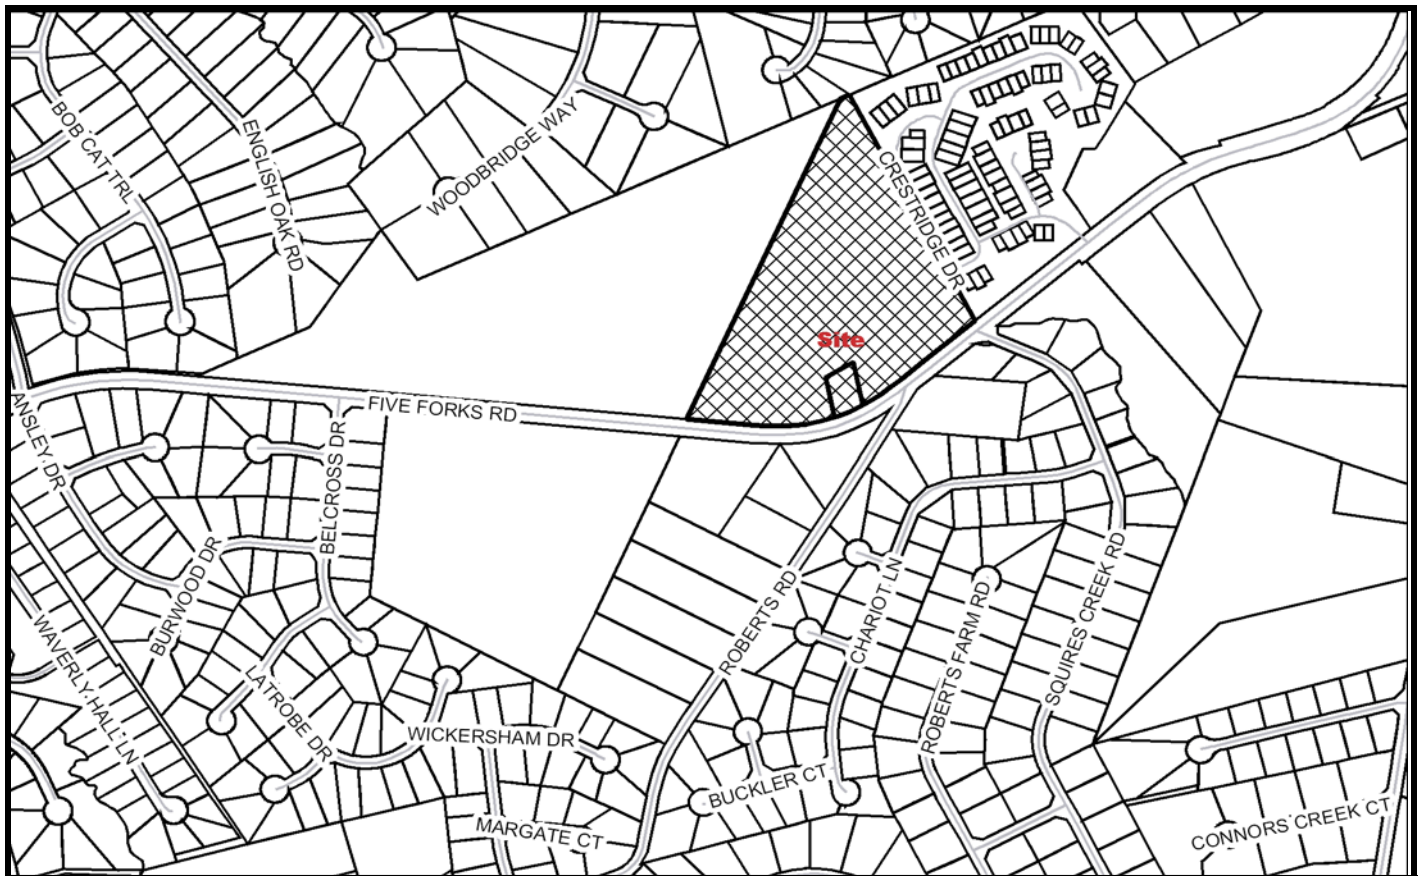 BOB CAT TRL
ENGLISH OAK RD
WOODBRIDGE WAY
CRESTRIDGE DR
Site
FIVE FORKS RD
ANSLEY DR
BELCROSS DR
BURWOOD DR
ROBERTS RD
CHARIOT LN
ROBERTS FARM RD
SQUIRES CREEK RD
WAVERLY HALL LN
LATROBE DR
WICKERSHAM DR
BUCKLER CT
MARGATE CT
CONNORS CREEK CT